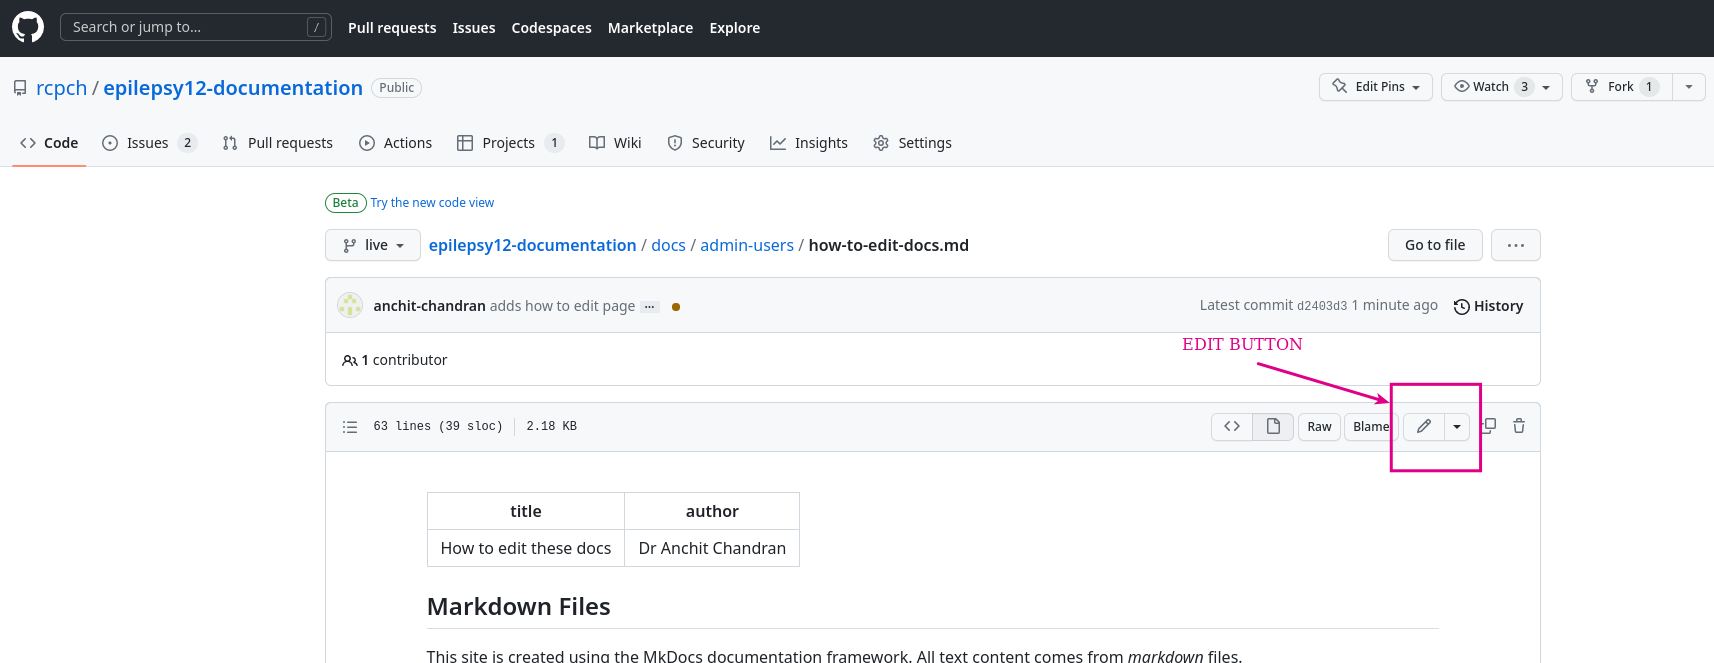 Search or jump to... /
Pull requests Issues Codespaces Marketplace Explore
rcpch / epilepsy12-documentation Public
Edit Pins Watch 3 Fork 1
Code Issues 2 Pull requests Actions Projects 1 Wiki Security Insights Settings
Beta Try the new code view
live epilepsy12-documentation / docs / admin-users / how-to-edit-docs.md
Go to file ...
anchit-chandran adds how to edit page ...
Latest commit d2403d3 1 minute ago History
EDIT BUTTON
1 contributor
63 lines (39 sloc) 2.18 KB
<> Raw Blame
title author
How to edit these docs Dr Anchit Chandran
Markdown Files
This site is created using the MkDocs documentation framework. All text content comes from markdown files.